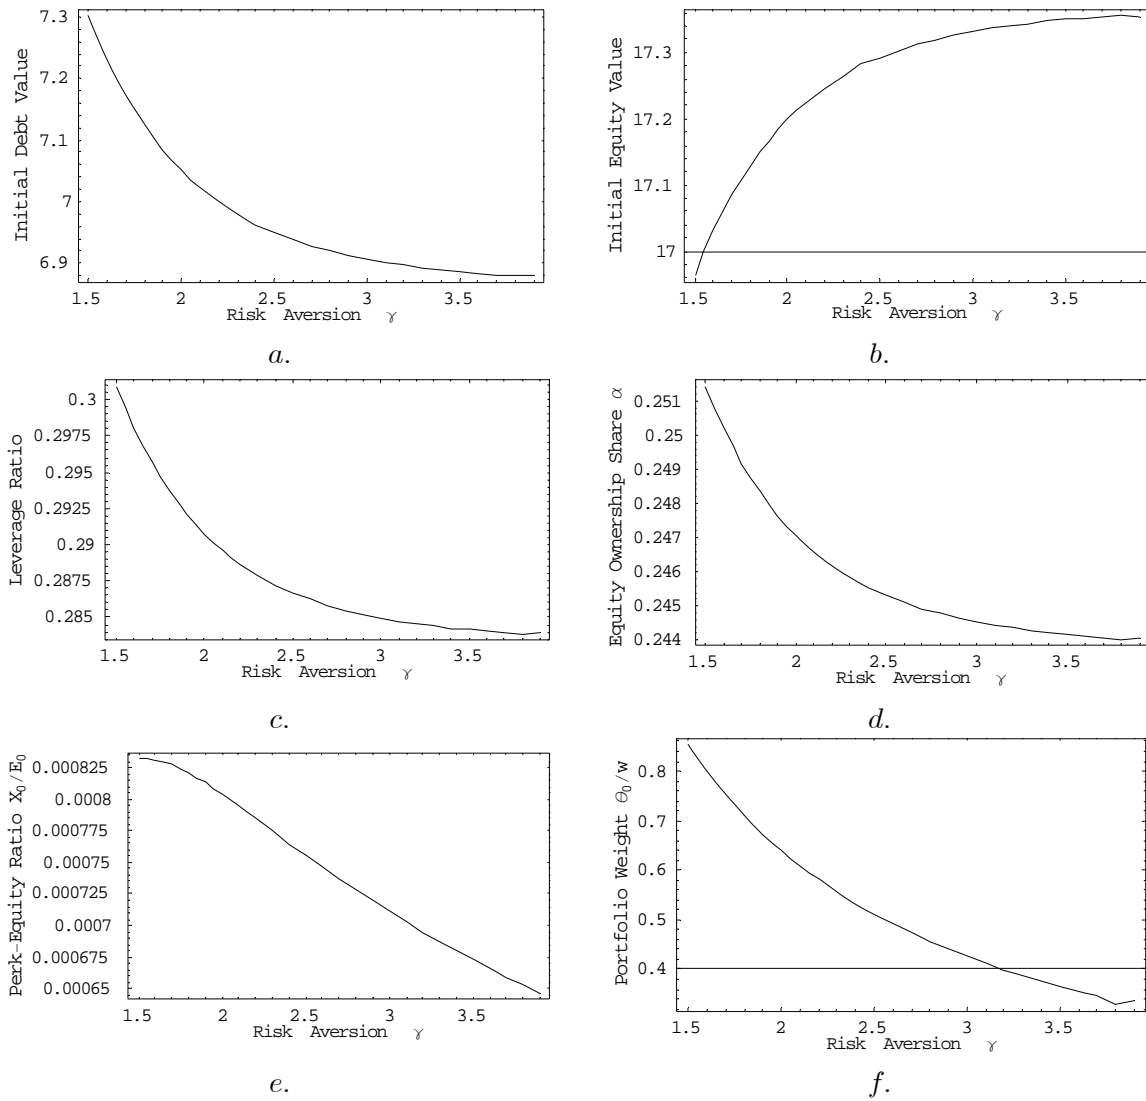 Initial Debt Value
7.3
7.2
7.1
7
6.9
1.5 2 2.5 3 3.5
Risk Aversion γ
a.
Initial Equity Value
17.3
17.2
17.1
17
1.5 2 2.5 3 3.5
Risk Aversion γ
b.
Leverage Ratio
0.3
0.2975
0.295
0.2925
0.29
0.2875
0.285
1.5 2 2.5 3 3.5
Risk Aversion γ
c.
Equity Ownership Share α
0.251
0.25
0.249
0.248
0.247
0.246
0.245
0.244
1.5 2 2.5 3 3.5
Risk Aversion γ
d.
Perk-Equity Ratio X₀/E₀
0.000825
0.0008
0.000775
0.00075
0.000725
0.0007
0.000675
0.00065
1.5 2 2.5 3 3.5
Risk Aversion γ
e.
Portfolio Weight θ₀/w
0.8
0.7
0.6
0.5
0.4
1.5 2 2.5 3 3.5
Risk Aversion γ
f.